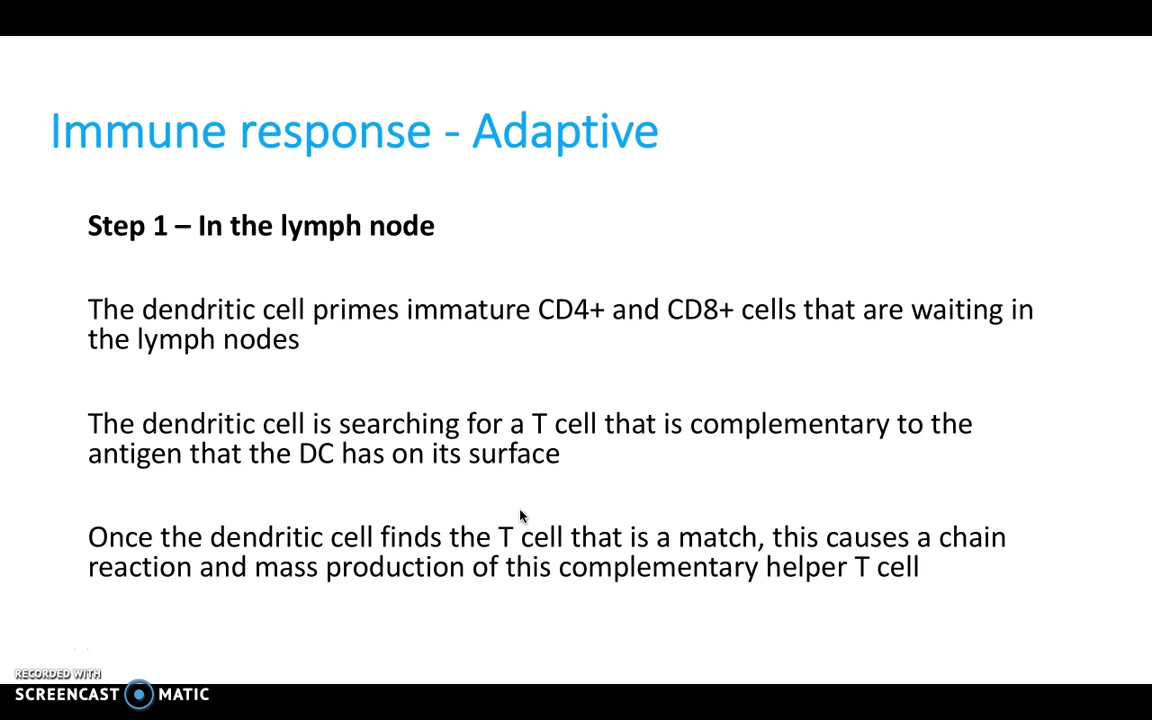 Immune response - Adaptive
Step 1 – In the lymph node
The dendritic cell primes immature CD4+ and CD8+ cells that are waiting in
the lymph nodes
The dendritic cell is searching for a T cell that is complementary to the
antigen that the DC has on its surface
Once the dendritic cell finds the T cell that is a match, this causes a chain
reaction and mass production of this complementary helper T cell
RECORDED WITH
SCREENCAST MATIC